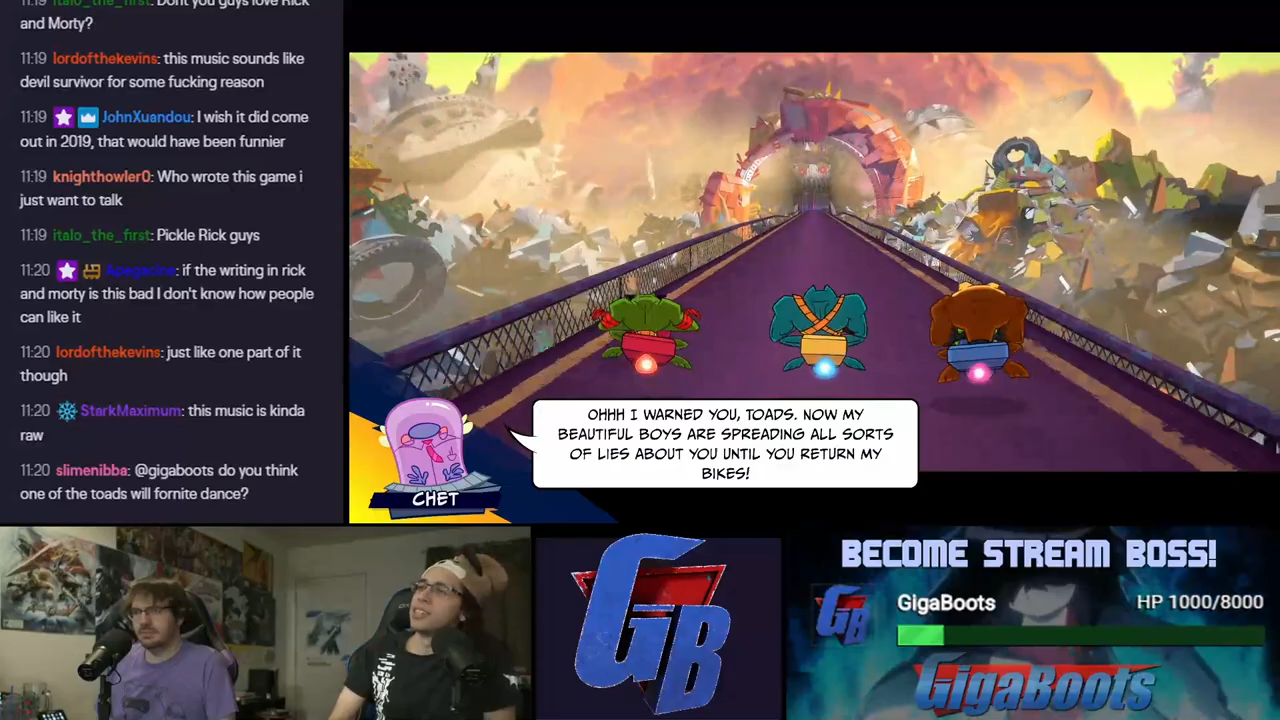 11:19 italo_the_first: Dont you guys love Rick
and Morty?
11:19 lordofthekevins: this music sounds like
devil survivor for some fucking reason
11:19 JohnXuandou: I wish it did come
out in 2019, that would have been funnier
11:19 knighthowler0: Who wrote this game i
just want to talk
11:19 italo_the_first: Pickle Rick guys
11:20 Apegacine: if the writing in rick
and morty is this bad I don't know how people
can like it
11:20 lordofthekevins: just like one part of it
though
11:20 StarkMaximum: this music is kinda
raw
11:20 slimenibba: @gigaboots do you think
one of the toads will fornite dance?
OHHH I WARNED YOU, TOADS. NOW MY
BEAUTIFUL BOYS ARE SPREADING ALL SORTS
OF LIES ABOUT YOU UNTIL YOU RETURN MY
BIKES!
CHET
GB
BECOME STREAM BOSS!
GB
GigaBoots HP 1000/8000
GIGABOOTS